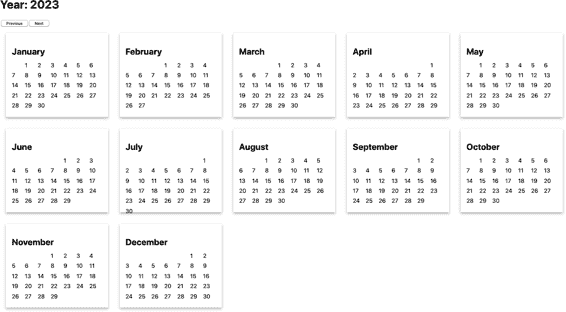 Year: 2023
Previous Next
January
1 2 3 4 5 6
7 8 9 10 11 12 13
14 15 16 17 18 19 20
21 22 23 24 25 26 27
28 29 30
February
1 2 3 4
5 6 7 8 9 10 11
12 13 14 15 16 17 18
19 20 21 22 23 24 25
26 27
March
1 2 3 4
5 6 7 8 9 10 11
12 13 14 15 16 17 18
19 20 21 22 23 24 25
26 27 28 29 30
April
1
2 3 4 5 6 7 8
9 10 11 12 13 14 15
16 17 18 19 20 21 22
23 24 25 26 27 28 29
May
1 2 3 4 5 6
7 8 9 10 11 12 13
14 15 16 17 18 19 20
21 22 23 24 25 26 27
28 29 30
June
1 2 3
4 5 6 7 8 9 10
11 12 13 14 15 16 17
18 19 20 21 22 23 24
25 26 27 28 29
July
1
2 3 4 5 6 7 8
9 10 11 12 13 14 15
16 17 18 19 20 21 22
23 24 25 26 27 28 29
30
August
1 2 3 4 5
6 7 8 9 10 11 12
13 14 15 16 17 18 19
20 21 22 23 24 25 26
27 28 29 30
September
1 2
3 4 5 6 7 8 9
10 11 12 13 14 15 16
17 18 19 20 21 22 23
24 25 26 27 28 29
October
1 2 3 4 5 6
7 8 9 10 11 12 13
14 15 16 17 18 19 20
21 22 23 24 25 26 27
28 29 30
November
1 2 3 4
5 6 7 8 9 10 11
12 13 14 15 16 17 18
19 20 21 22 23 24 25
26 27 28 29
December
1 2
3 4 5 6 7 8 9
10 11 12 13 14 15 16
17 18 19 20 21 22 23
24 25 26 27 28 29 30